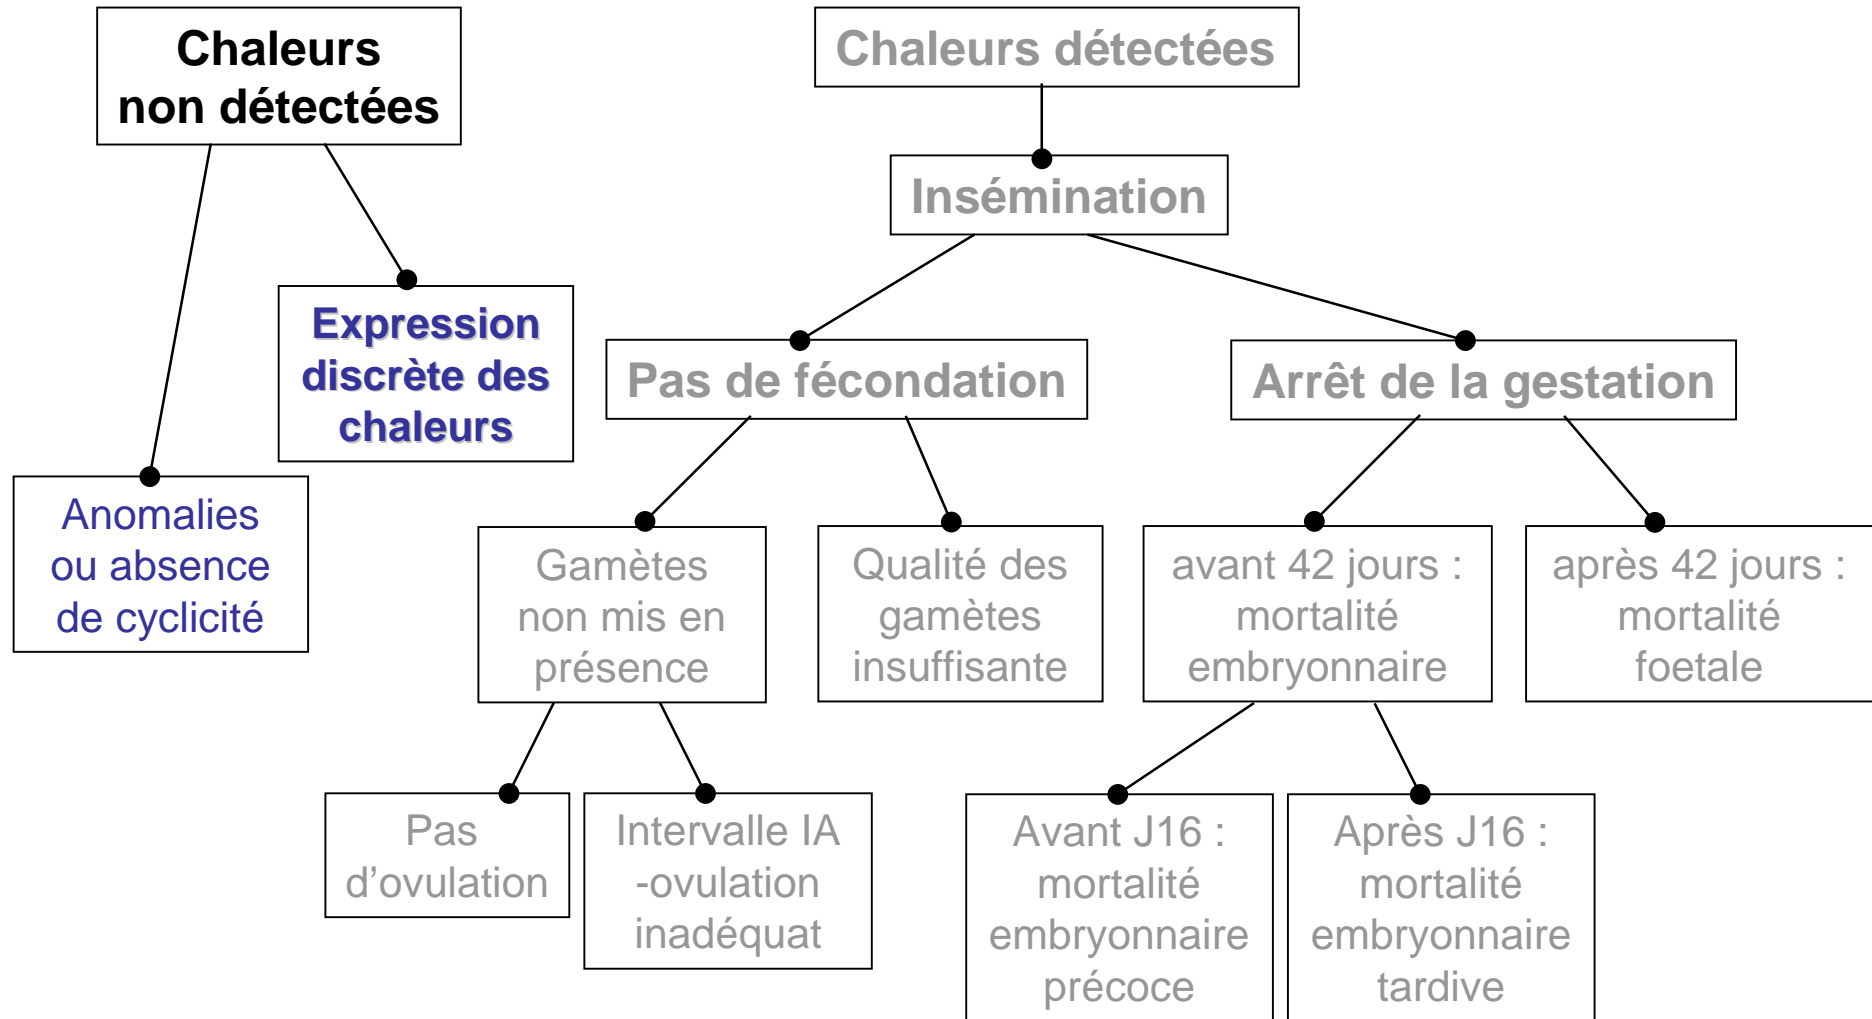 Chaleurs
non détectées
Chaleurs détectées
Insémination
Expression
discrète des
chaleurs
Pas de fécondation
Arrêt de la gestation
Anomalies
ou absence
de cyclicité
Gamètes
non mis en
présence
Qualité des
gamètes
insuffisante
avant 42 jours :
mortalité
embryonnaire
après 42 jours :
mortalité
foetale
Pas
d’ovulation
Intervalle IA
-ovulation
inadéquat
Avant J16 :
mortalité
embryonnaire
précoce
Après J16 :
mortalité
embryonnaire
tardive